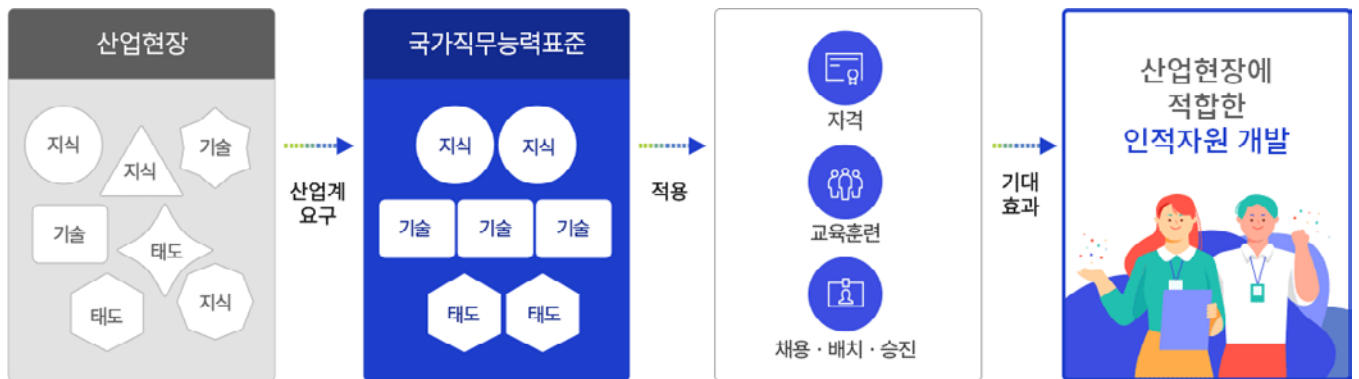 산업현장
지식
지식
기술
기술
태도
태도
지식
산업계
요구
국가직무능력표준
지식 지식
기술 기술 기술
태도 태도
적용
자격
교육훈련
채용 · 배치 · 승진
기대
효과
산업현장에
적합한
인적자원 개발